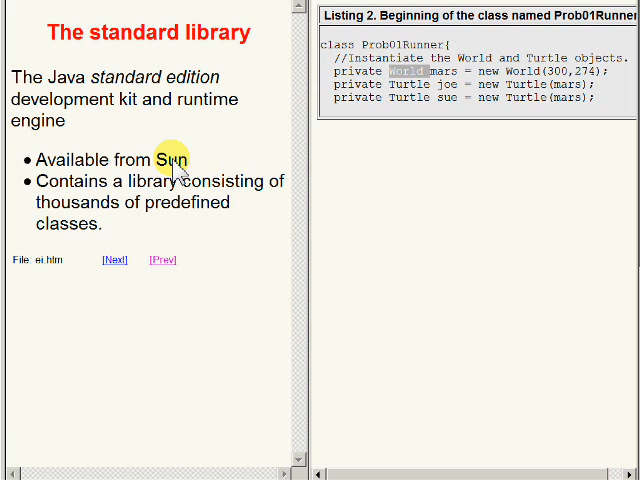 The standard library
The Java standard edition
development kit and runtime
engine
● Available from Sun
● Contains a library consisting of
thousands of predefined
classes.
File: ei.htm [Next] [Prev]
Listing 2. Beginning of the class named Prob01Runner
class Prob01Runner{
//Instantiate the World and Turtle objects.
private World mars = new World(300,274);
private Turtle joe = new Turtle(mars);
private Turtle sue = new Turtle(mars);